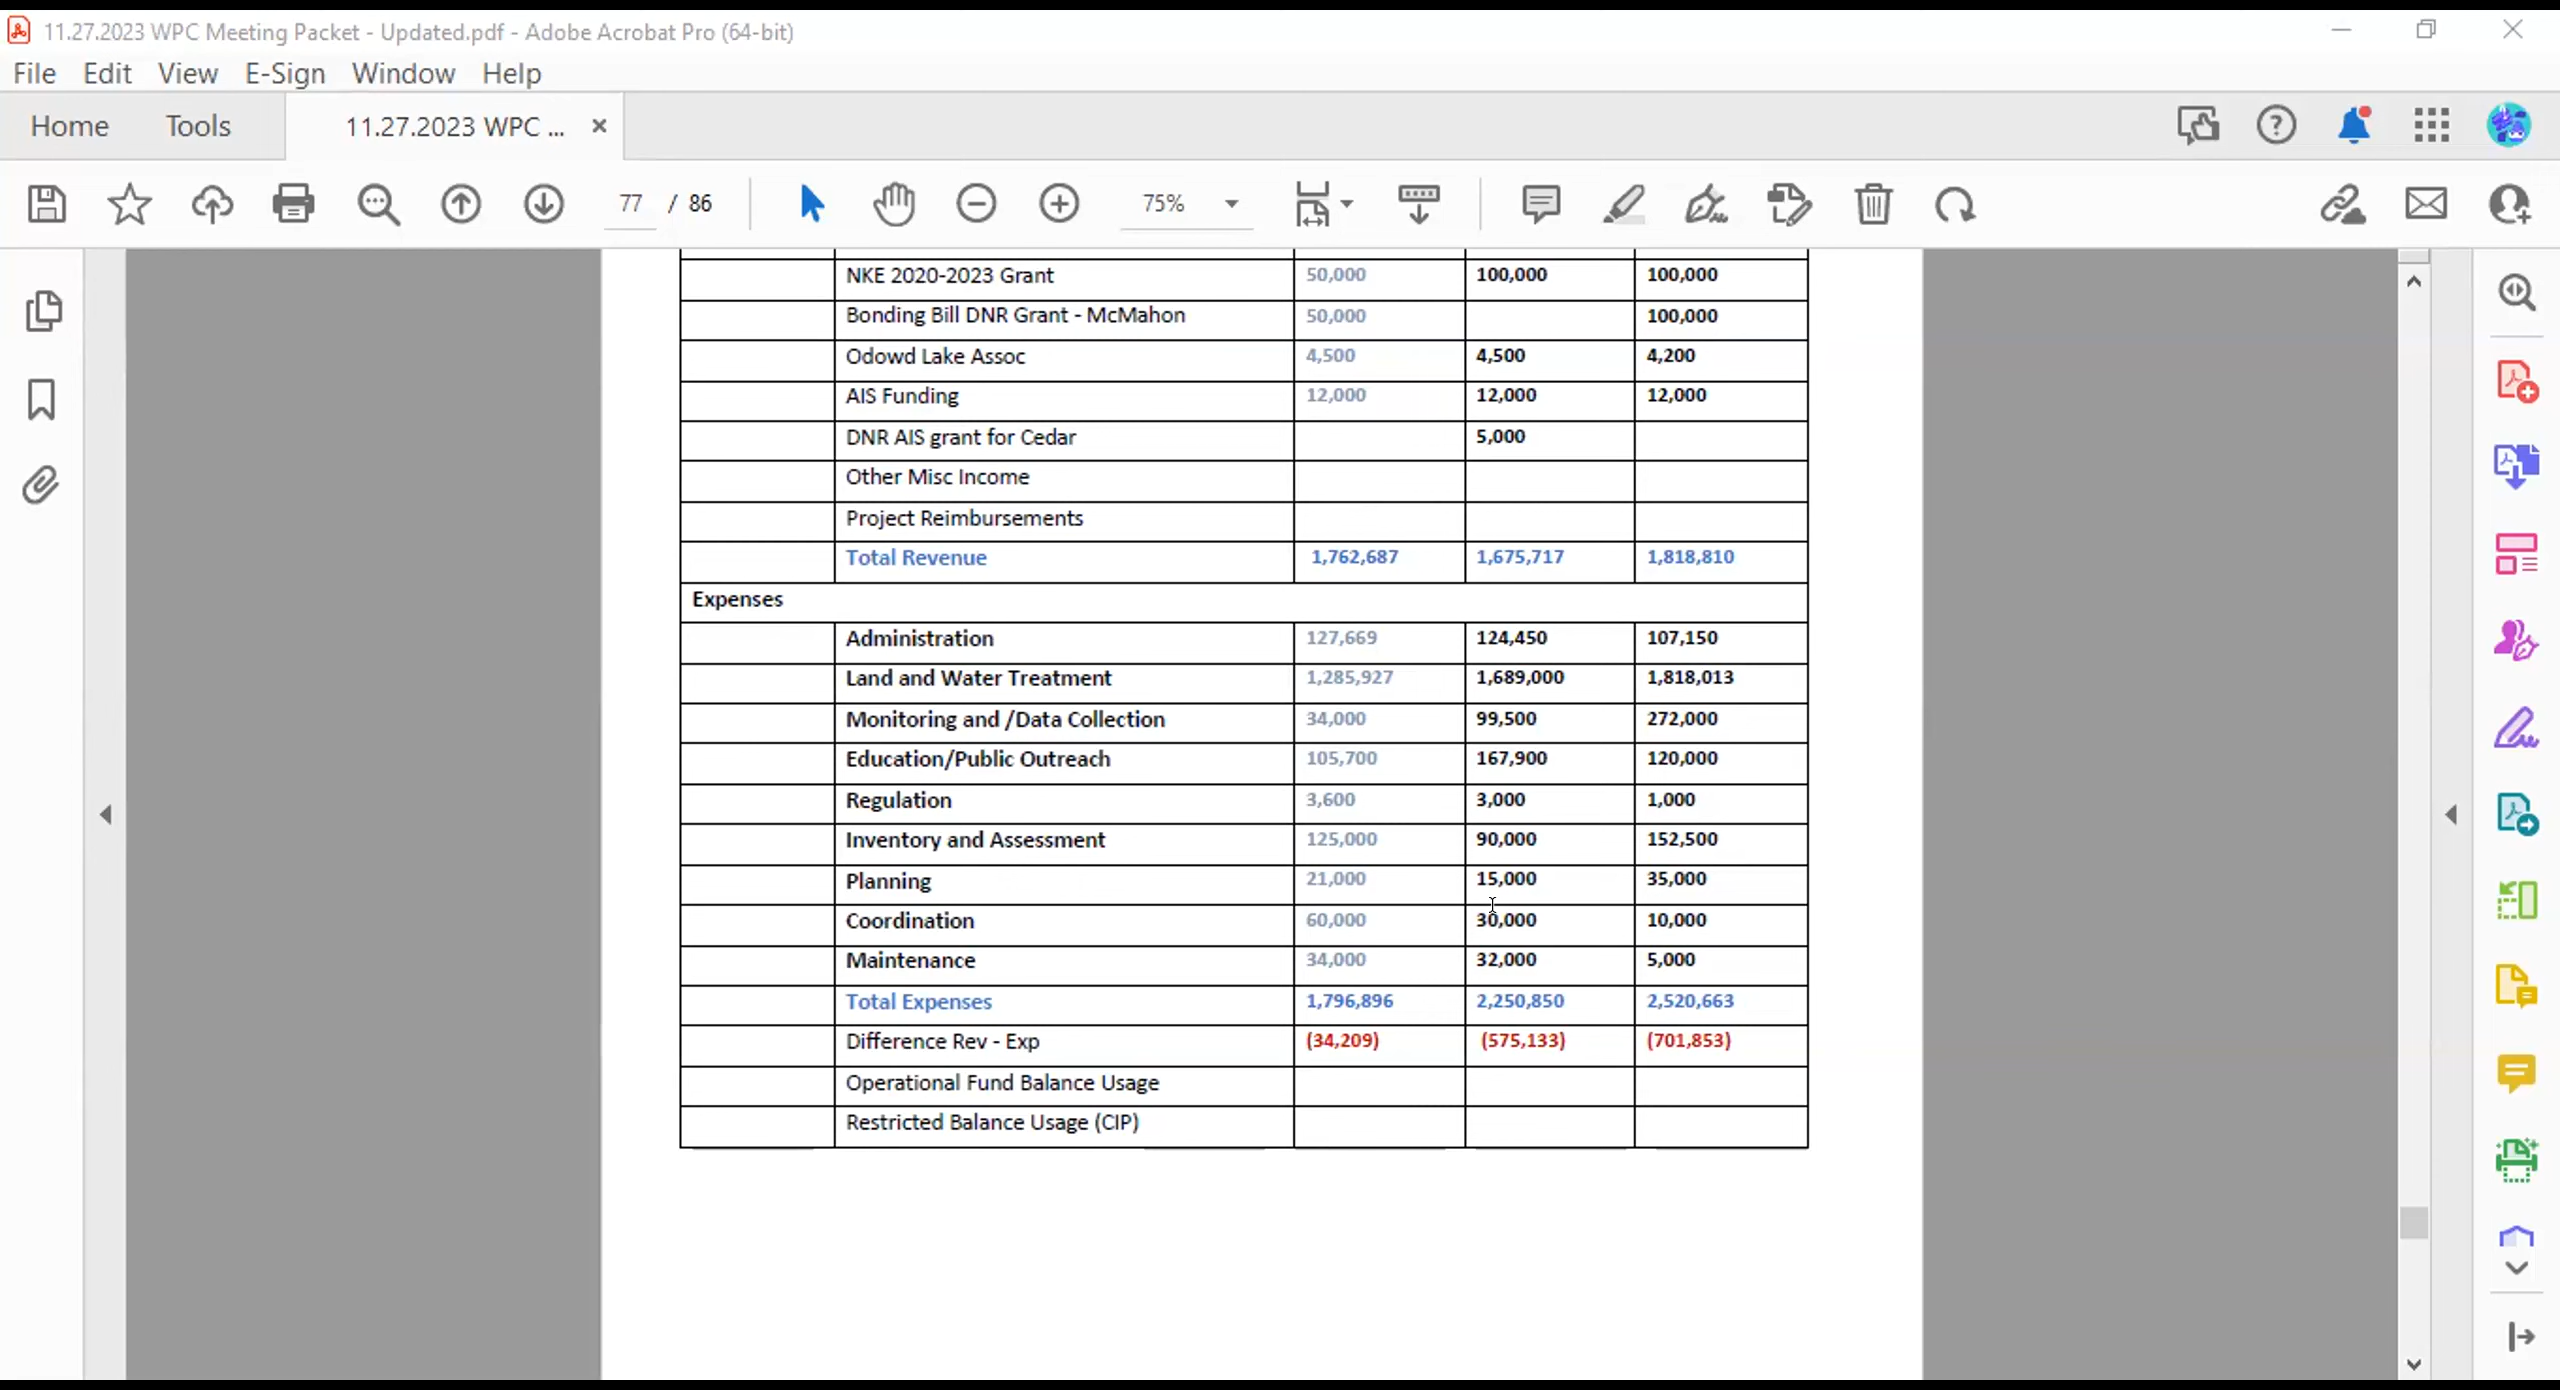 11.27.2023 WPC Meeting Packet - Updated.pdf - Adobe Acrobat Pro (64-bit)
File Edit View E-Sign Window Help
Home Tools 11.27.2023 WPC ...
77 / 86 75%
NKE 2020-2023 Grant 50,000 100,000 100,000
Bonding Bill DNR Grant - McMahon 50,000 100,000
Odowd Lake Assoc 4,500 4,500 4,200
AIS Funding 12,000 12,000 12,000
DNR AIS grant for Cedar 5,000
Other Misc Income
Project Reimbursements
Total Revenue 1,762,687 1,675,717 1,818,810
Expenses
Administration 127,669 124,450 107,150
Land and Water Treatment 1,285,927 1,689,000 1,818,013
Monitoring and /Data Collection 34,000 99,500 272,000
Education/Public Outreach 105,700 167,900 120,000
Regulation 3,600 3,000 1,000
Inventory and Assessment 125,000 90,000 152,500
Planning 21,000 15,000 35,000
Coordination 60,000 30,000 10,000
Maintenance 34,000 32,000 5,000
Total Expenses 1,796,896 2,250,850 2,520,663
Difference Rev - Exp (34,209) (575,133) (701,853)
Operational Fund Balance Usage
Restricted Balance Usage (CIP)